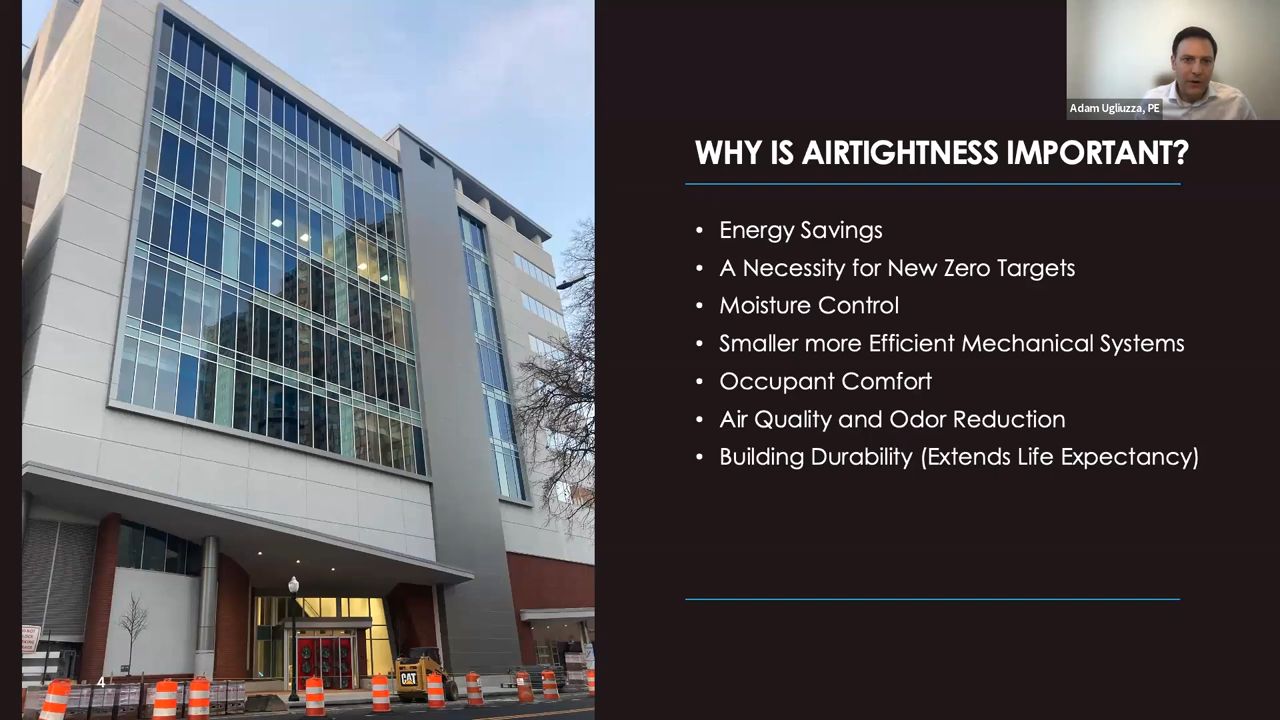 Adam Ugliuzza, PE
WHY IS AIRTIGHTNESS IMPORTANT?
• Energy Savings
• A Necessity for New Zero Targets
• Moisture Control
• Smaller more Efficient Mechanical Systems
• Occupant Comfort
• Air Quality and Odor Reduction
• Building Durability (Extends Life Expectancy)
CAT
4